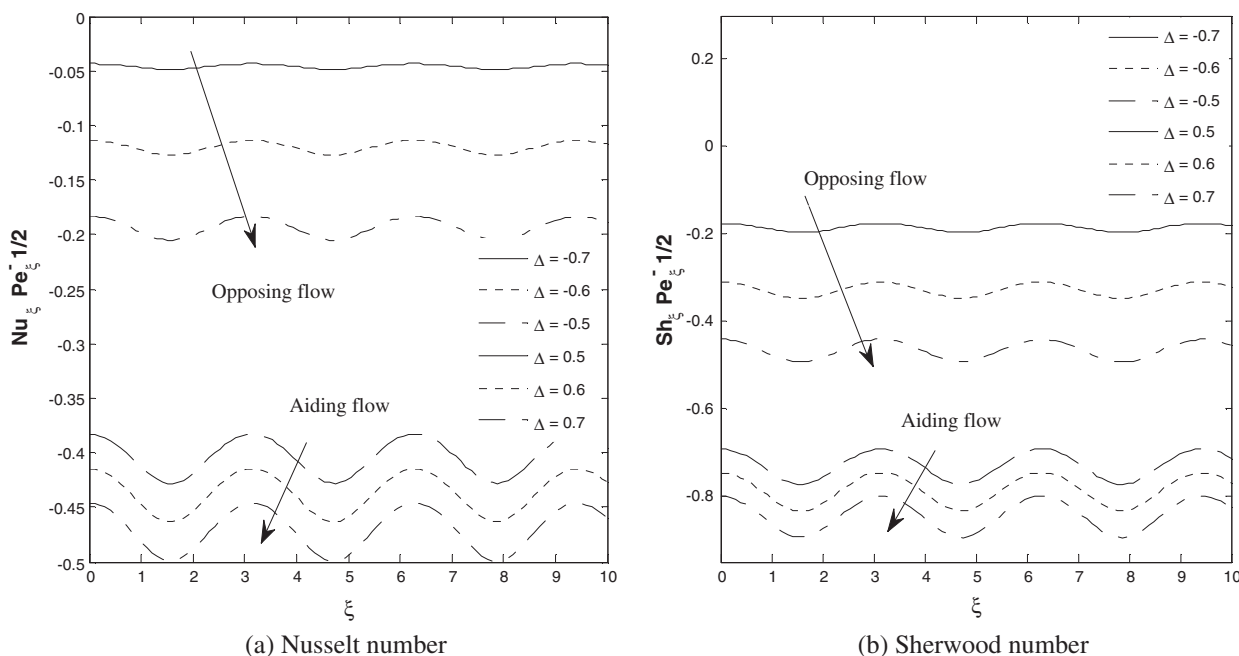 0
-0.05
-0.1
-0.15
-0.2
-0.25
-0.3
-0.35
-0.4
-0.45
-0.5
Nu ξ Pe ξ - 1/2
Opposing flow
Δ = -0.7
Δ = -0.6
Δ = -0.5
Δ = 0.5
Δ = 0.6
Δ = 0.7
Aiding flow
0 1 2 3 4 5 6 7 8 9 10
ξ
(a) Nusselt number
0.2
0
-0.2
-0.4
-0.6
-0.8
Sh ξ Pe ξ - 1/2
Δ = -0.7
Δ = -0.6
Δ = -0.5
Δ = 0.5
Δ = 0.6
Δ = 0.7
Opposing flow
Aiding flow
0 1 2 3 4 5 6 7 8 9 10
ξ
(b) Sherwood number